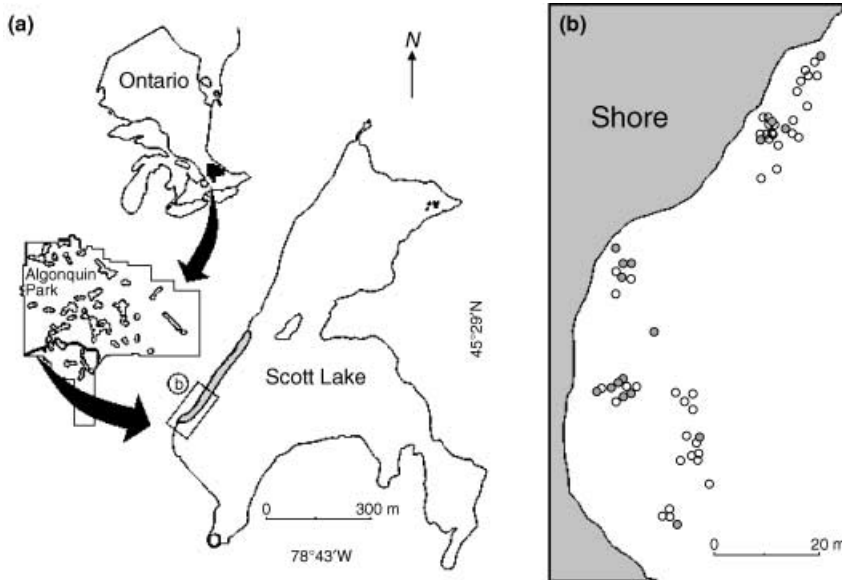 (a)
Ontario
N
Algonquin
Park
45°29'N
b
Scott Lake
0 300 m
78°43'W
(b)
Shore
0 20 m